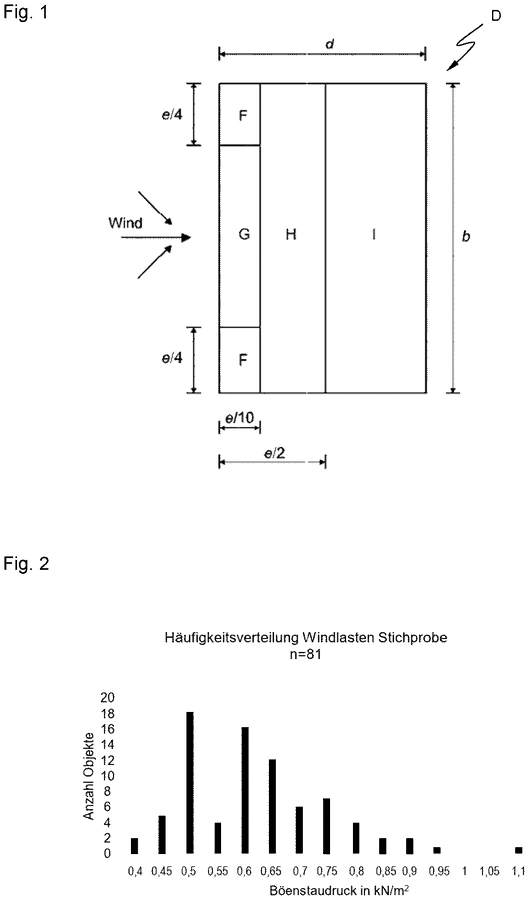 Fig. 1
D
d
e/4
F
Wind
G
H
I
b
e/4
F
e/10
e/2
Fig. 2
Häufigkeitsverteilung Windlasten Stichprobe
n=81
Anzahl Objekte
20
18
16
14
12
10
8
6
4
2
0
0,4 0,45 0,5 0,55 0,6 0,65 0,7 0,75 0,8 0,85 0,9 0,95 1 1,05 1,1
Böenstaudruck in kN/m²